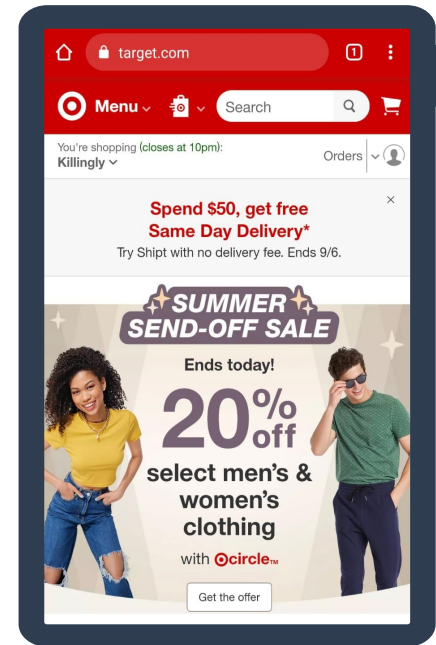 target.com
1
Menu
Search
You're shopping (closes at 10pm):
Killingly
Orders
Spend $50, get free
Same Day Delivery*
Try Shipt with no delivery fee. Ends 9/6.
SUMMER
SEND-OFF SALE
Ends today!
20% off
select men's &
women's
clothing
with circle™
Get the offer